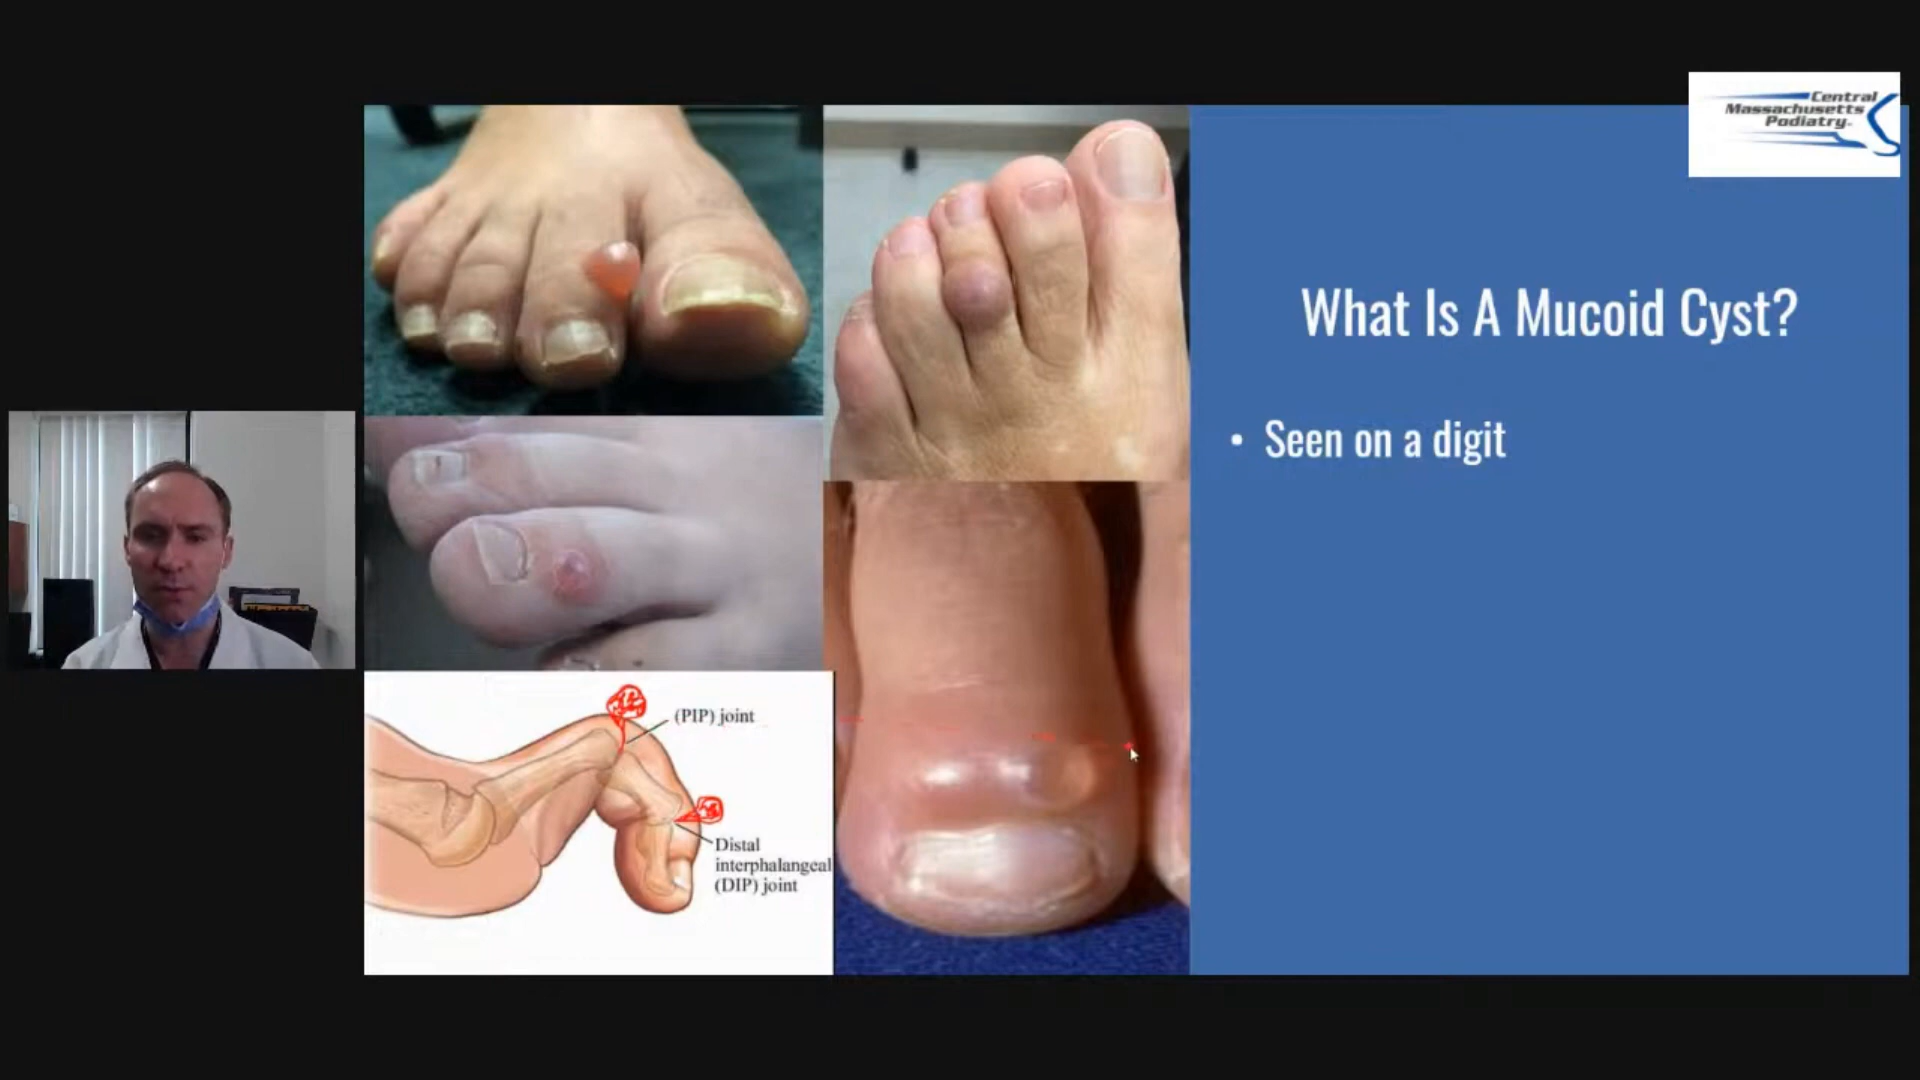 Central
Massachusetts
Podiatry
What Is A Mucoid Cyst?
• Seen on a digit
(PIP) joint
Distal
interphalangeal
(DIP) joint